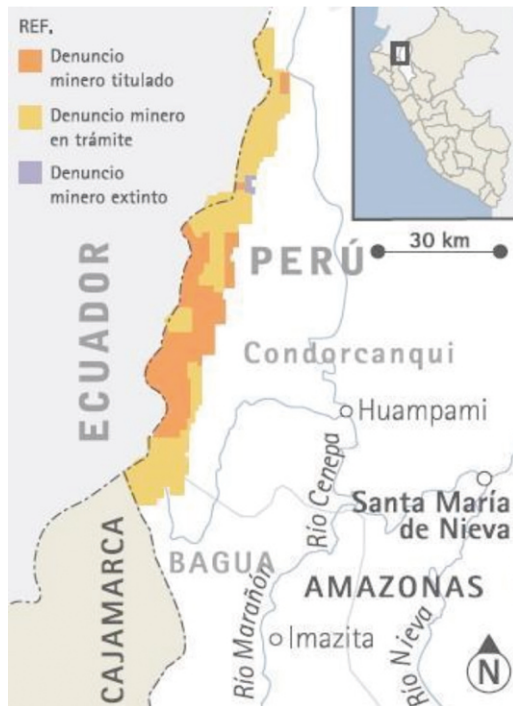 REF.
Denuncio
minero titulado
Denuncio minero
en trámite
Denuncio
minero extinto
30 km
ECUADOR
PERÚ
Condorcanqui
Huampami
Río Cenepa
Santa María
de Nieva
BAGUA
CAJAMARCA
Río Marañón
AMAZONAS
Imazita
Río Nieva
N